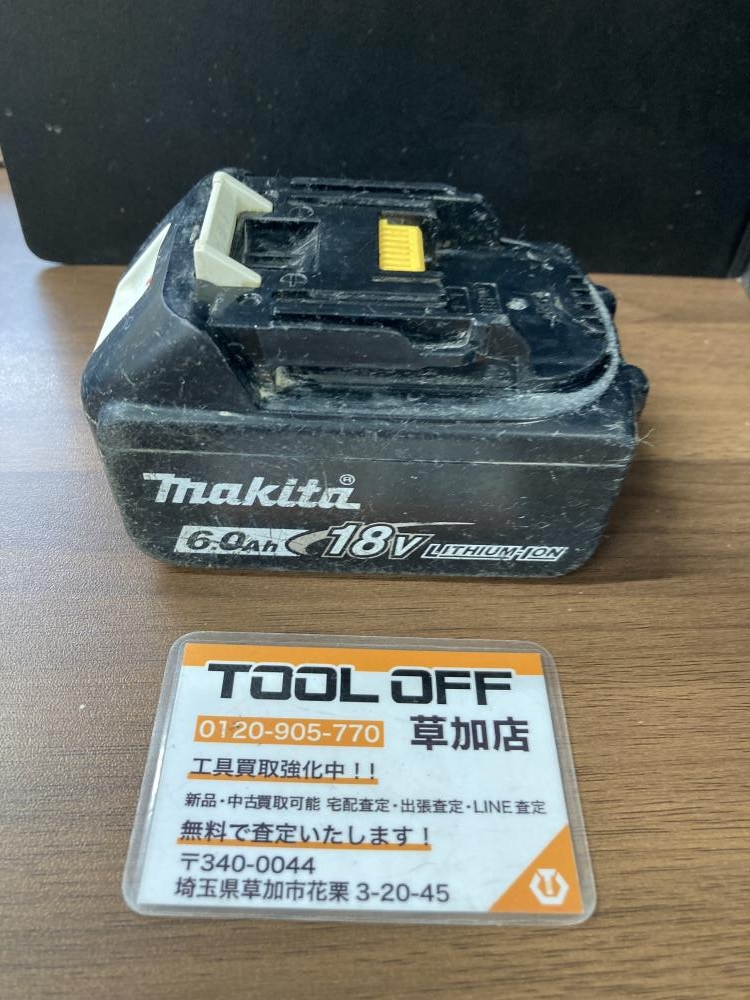 makita®
6.0Ah 18V LITHIUM-ION
TOOL OFF
0120-905-770 草加店
工具買取強化中！！
新品・中古買取可能 宅配査定・出張査定・LINE査定
無料で査定いたします！
〒340-0044
埼玉県草加市花栗 3-20-45